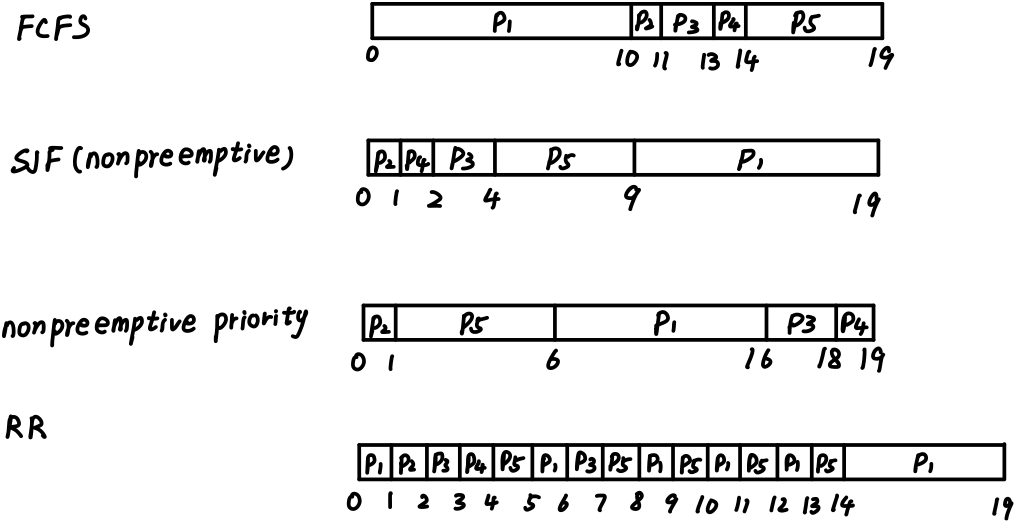 FCFS
P1 P2 P3 P4 P5
0 10 11 13 14 19
SJF (nonpreemptive)
P2 P4 P3 P5 P1
0 1 2 4 9 19
nonpreemptive priority
P2 P5 P1 P3 P4
0 1 6 16 18 19
RR
P1 P2 P3 P4 P5 P1 P3 P5 P1 P5 P1 P5 P1 P5 P1
0 1 2 3 4 5 6 7 8 9 10 11 12 13 14 19